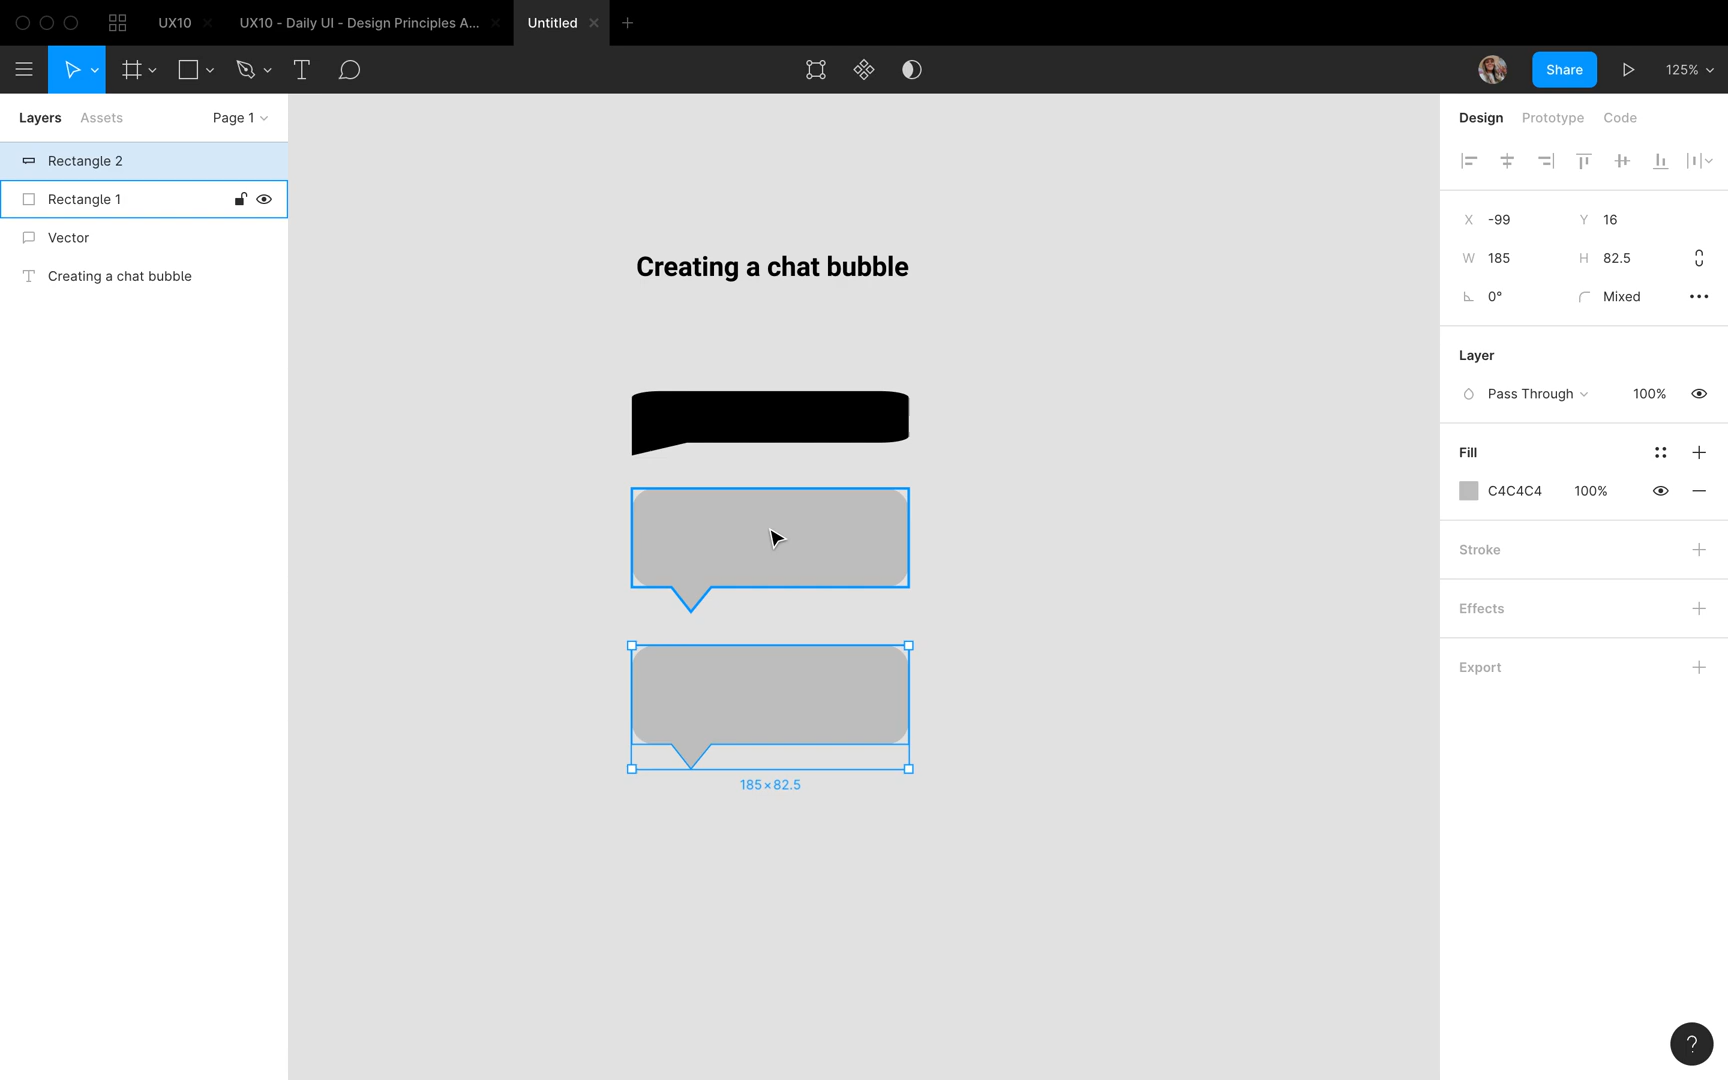 UX10
UX10 - Daily UI - Design Principles A...
Untitled
Share
125%
Layers
Assets
Page 1
Rectangle 2
Rectangle 1
Vector
Creating a chat bubble
Creating a chat bubble
185×82.5
Design
Prototype
Code
X -99
Y 16
W 185
H 82.5
0°
Mixed
Layer
Pass Through
100%
Fill
C4C4C4
100%
Stroke
Effects
Export
?